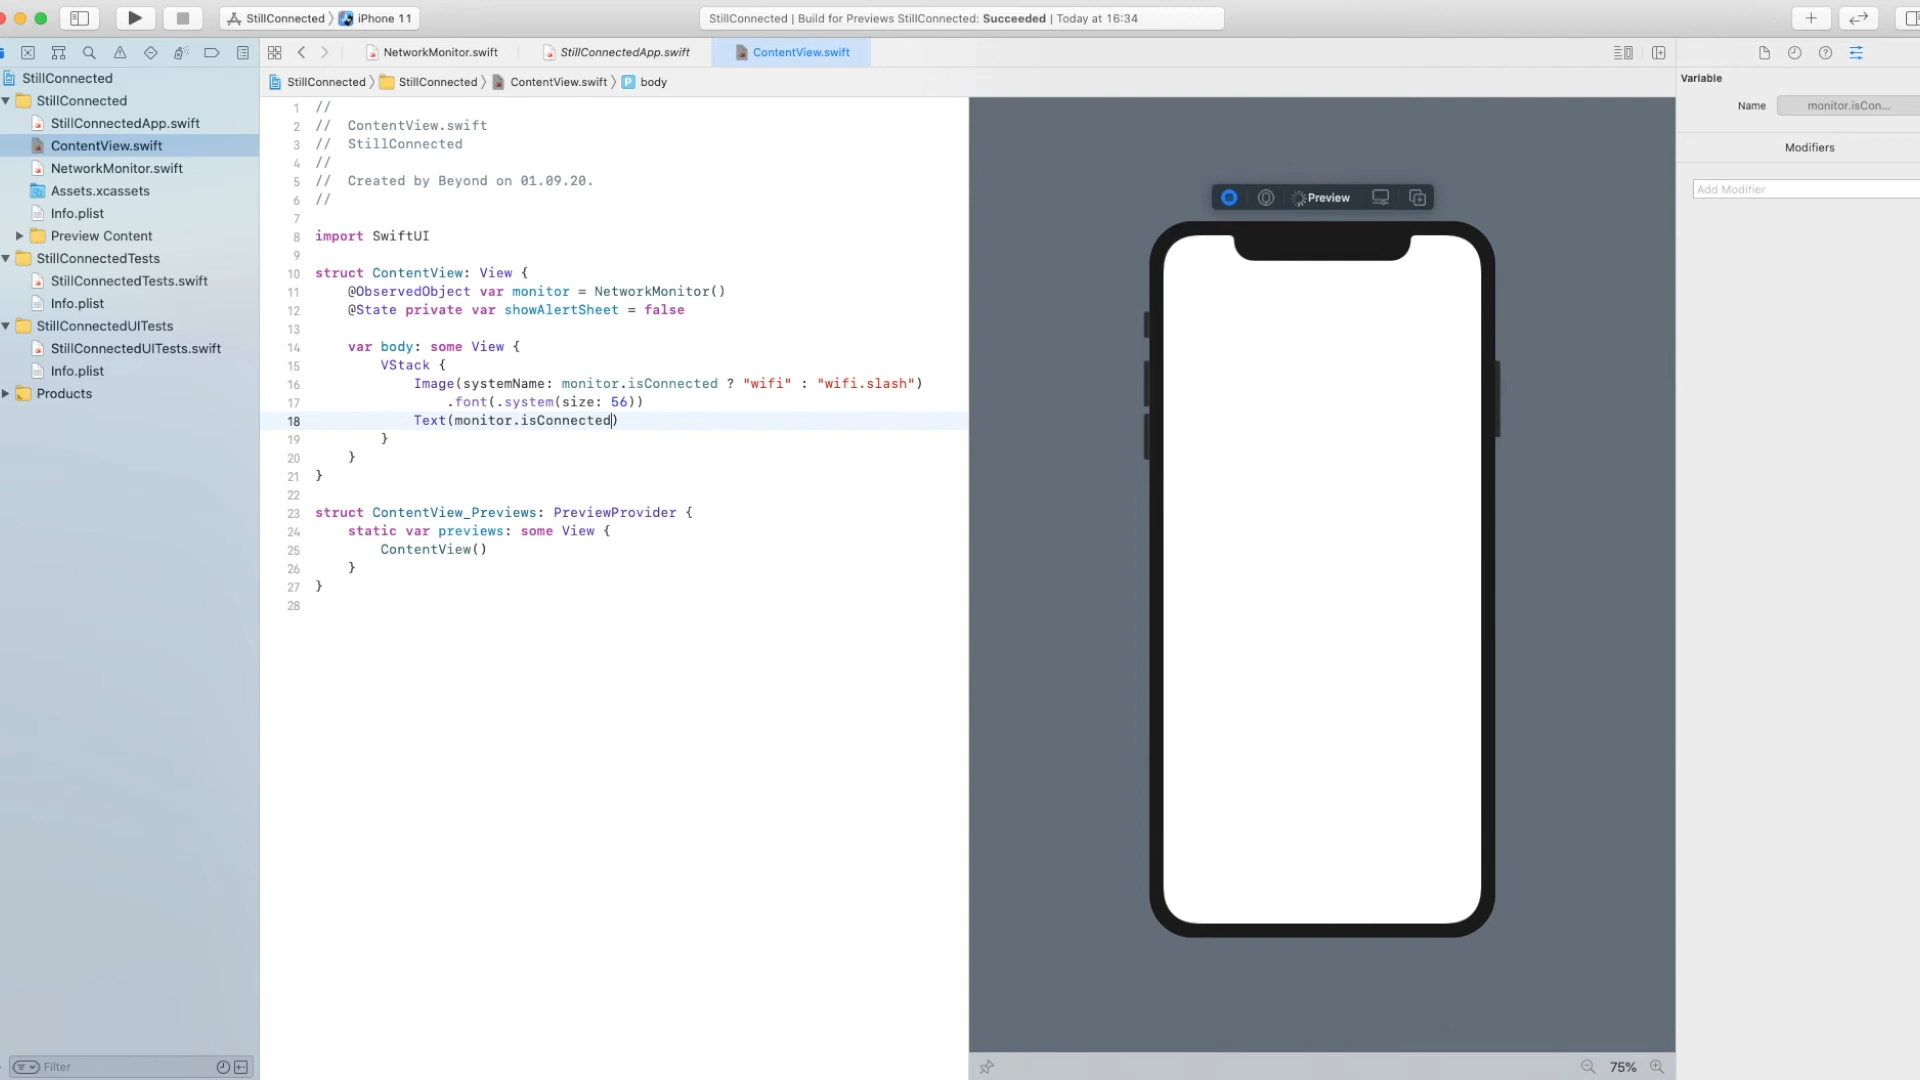 StillConnected 〉 iPhone 11
StillConnected | Build for Previews StillConnected: Succeeded | Today at 16:34
NetworkMonitor.swift
StillConnectedApp.swift
ContentView.swift
StillConnected 〉 StillConnected 〉 ContentView.swift 〉 P body
StillConnected
StillConnected
StillConnectedApp.swift
ContentView.swift
NetworkMonitor.swift
Assets.xcassets
Info.plist
Preview Content
StillConnectedTests
StillConnectedTests.swift
Info.plist
StillConnectedUITests
StillConnectedUITests.swift
Info.plist
Products
Filter
1 //
2 //  ContentView.swift
3 //  StillConnected
4 //
5 //  Created by Beyond on 01.09.20.
6 //
7
8 import SwiftUI
9
10 struct ContentView: View {
11     @ObservedObject var monitor = NetworkMonitor()
12     @State private var showAlertSheet = false
13
14     var body: some View {
15         VStack {
16             Image(systemName: monitor.isConnected ? "wifi" : "wifi.slash")
17                 .font(.system(size: 56))
18             Text(monitor.isConnected)
19         }
20     }
21 }
22
23 struct ContentView_Previews: PreviewProvider {
24     static var previews: some View {
25         ContentView()
26     }
27 }
28
Preview
75%
Variable
Name monitor.isCon...
Modifiers
Add Modifier